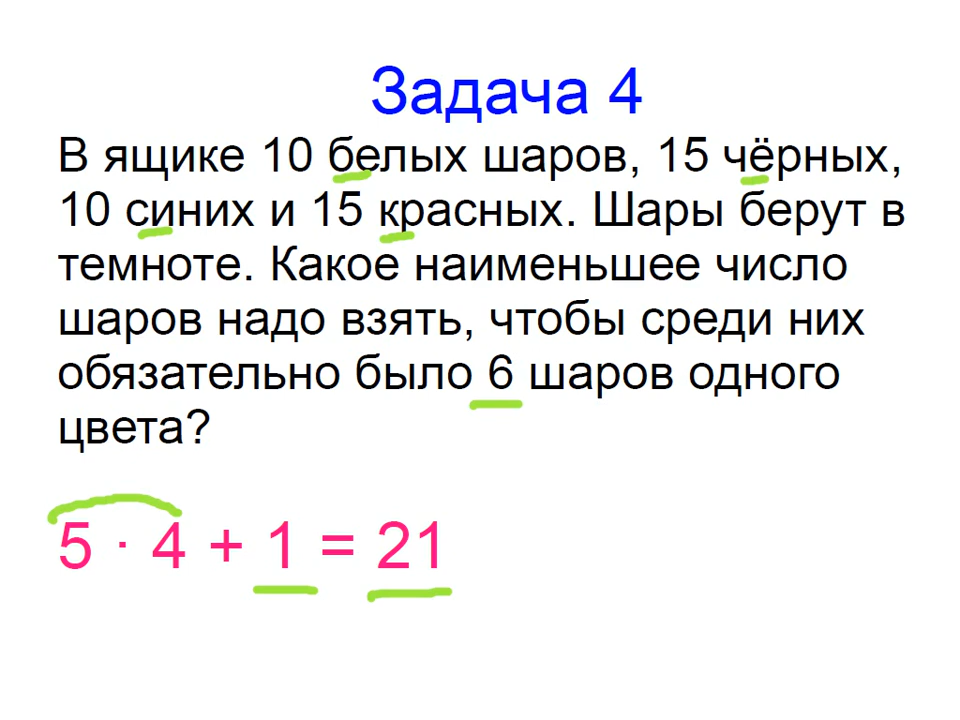 Задача 4
В ящике 10 белых шаров, 15 чёрных,
10 синих и 15 красных. Шары берут в
темноте. Какое наименьшее число
шаров надо взять, чтобы среди них
обязательно было 6 шаров одного
цвета?
5 · 4 + 1 = 21